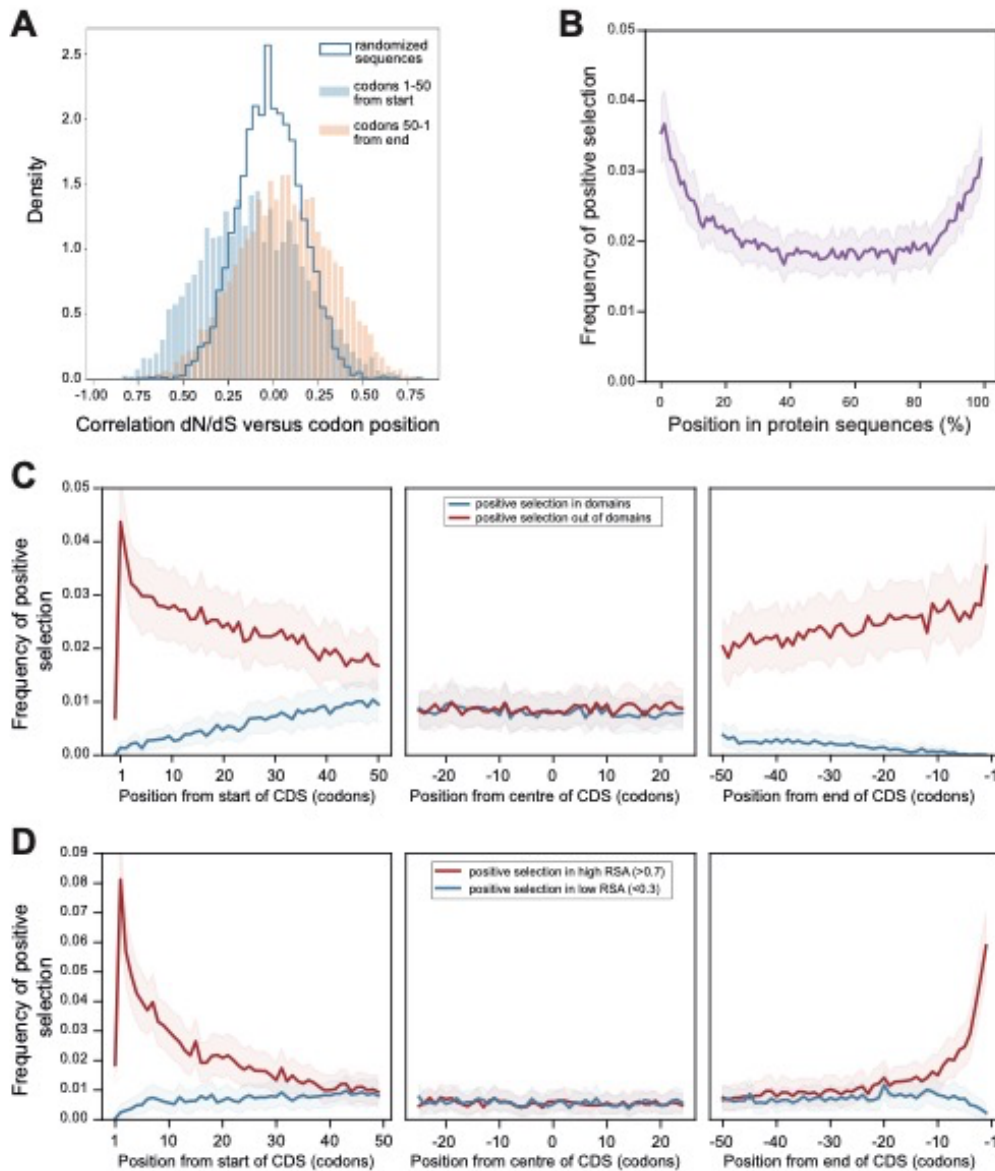 A
2.5
2.0
1.5
1.0
0.5
0.0
Density
randomized
sequences
codons 1-50
from start
codons 50-1
from end
-1.00
0.75
0.50
0.25
0.00
0.25
0.50
0.75
Correlation dN/dS versus codon position
B
0.05
0.04
0.03
0.02
0.01
0.00
Frequency of positive selection
0
20
40
60
80
100
Position in protein sequences (%)
C
0.05
0.04
0.03
0.02
0.01
0.00
Frequency of positive
selection
1
10
20
30
40
50
Position from start of CDS (codons)
positive selection in domains
positive selection out of domains
-20
-10
0
10
20
Position from centre of CDS (codons)
-50
-40
-30
-20
-10
-1
Position from end of CDS (codons)
D
0.09
0.08
0.07
0.06
0.05
0.04
0.03
0.02
0.01
0.00
Frequency of positive
selection
1
10
20
30
40
50
Position from start of CDS (codons)
positive selection in high RSA (>0.7)
positive selection in low RSA (<0.3)
-20
-10
0
10
20
Position from centre of CDS (codons)
-50
-40
-30
-20
-10
-1
Position from end of CDS (codons)